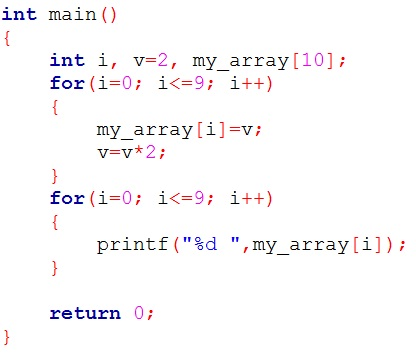 int main()
{
    int i, v=2, my_array[10];
    for(i=0; i<=9; i++)
    {
        my_array[i]=v;
        v=v*2;
    }
    for(i=0; i<=9; i++)
    {
        printf("%d ",my_array[i]);
    }

    return 0;
}